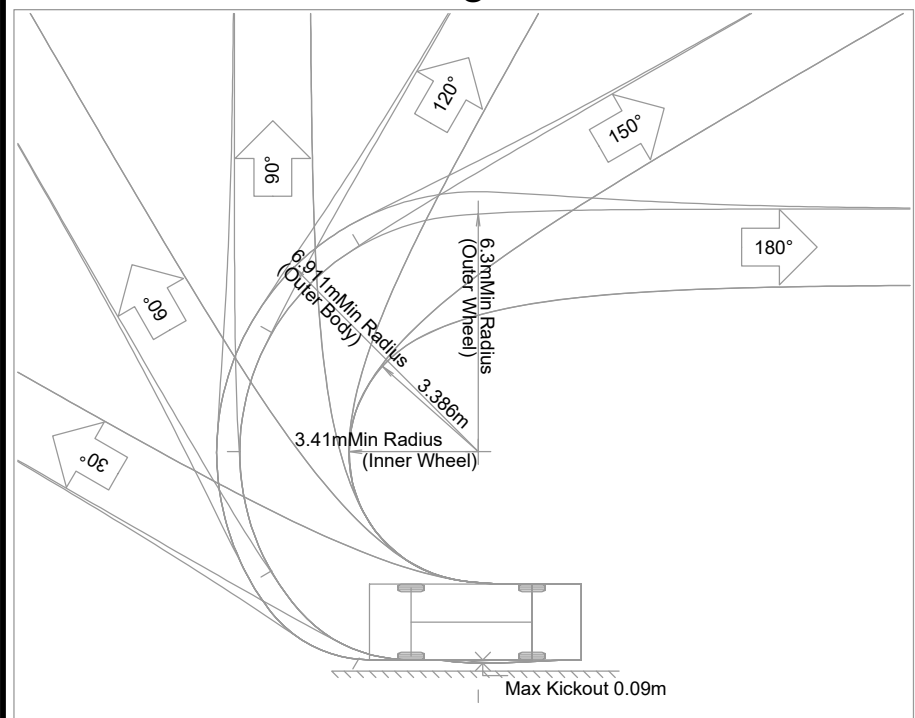 120°
150°
90°
6.3mMin Radius
(Outer Wheel)
180°
6.911mMin Radius
(Outer Body)
60°
3.386m
3.41mMin Radius
(Inner Wheel)
30°
Max Kickout 0.09m